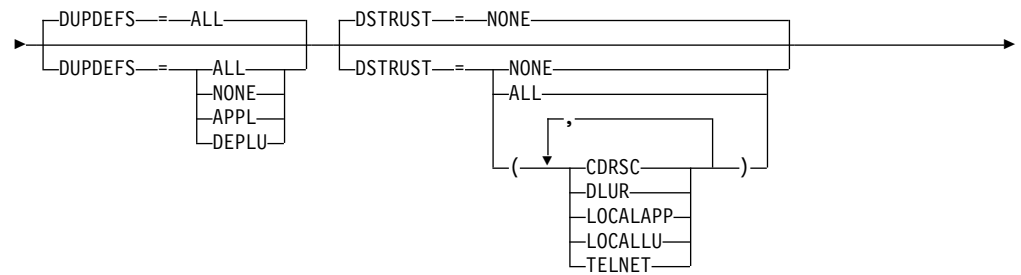 DUPDEFS = ALL
DUPDEFS = ALL
NONE
APPL
DEPLU
DSTRUST = NONE
DSTRUST = NONE
ALL
,
( CDRSC )
DLUR
LOCALAPP
LOCALLU
TELNET